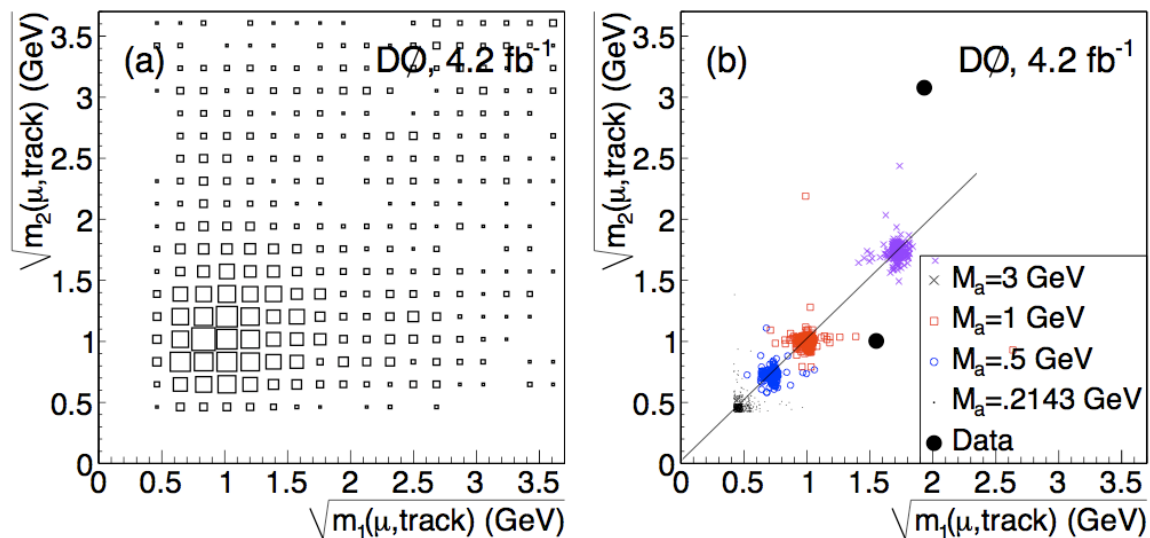 (a)
DØ, 4.2 fb⁻¹
√m₂(μ,track) (GeV)
3.5
3
2.5
2
1.5
1
0.5
0
0 0.5 1 1.5 2 2.5 3 3.5
√m₁(μ,track) (GeV)
(b)
DØ, 4.2 fb⁻¹
√m₂(μ,track) (GeV)
3.5
3
2.5
2
1.5
1
0.5
0
Mₐ=3 GeV
Mₐ=1 GeV
Mₐ=.5 GeV
Mₐ=.2143 GeV
Data
0 0.5 1 1.5 2 2.5 3 3.5
√m₁(μ,track) (GeV)